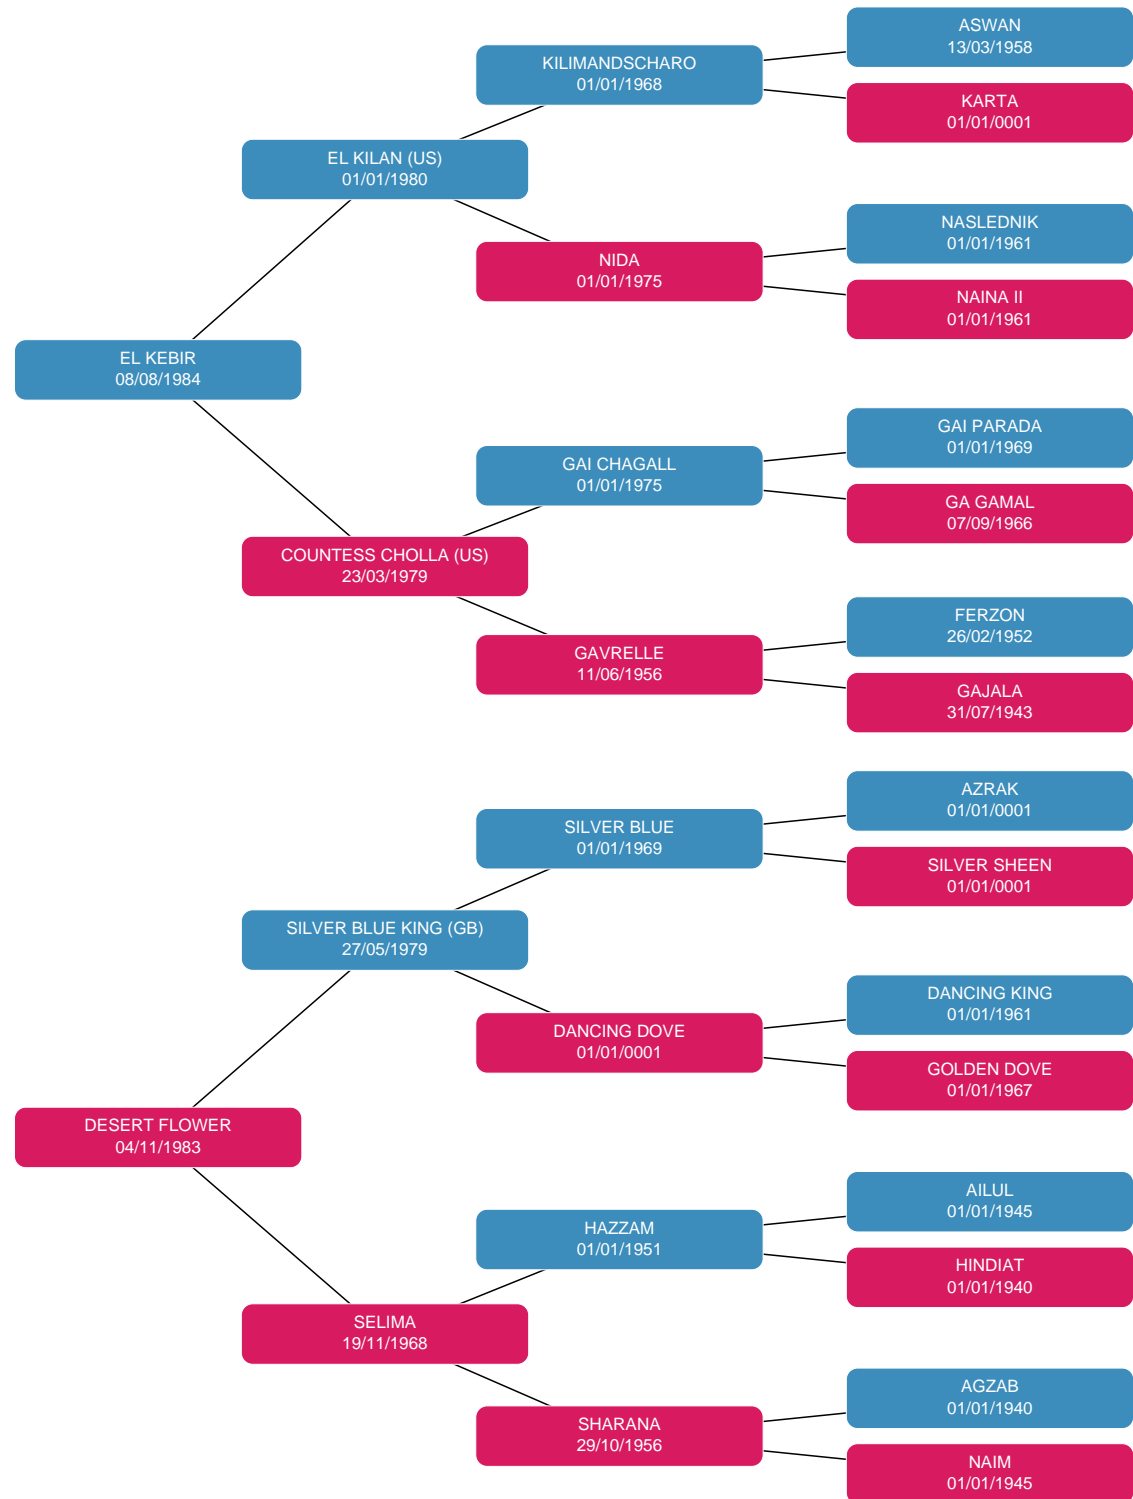 ASWAN
13/03/1958
KILIMANDSCHARO
01/01/1968
KARTA
01/01/0001
EL KILAN (US)
01/01/1980
NASLEDNIK
01/01/1961
NIDA
01/01/1975
NAINA II
01/01/1961
EL KEBIR
08/08/1984
GAI PARADA
01/01/1969
GAI CHAGALL
01/01/1975
GA GAMAL
07/09/1966
COUNTESS CHOLLA (US)
23/03/1979
FERZON
26/02/1952
GAVRELLE
11/06/1956
GAJALA
31/07/1943
AZRAK
01/01/0001
SILVER BLUE
01/01/1969
SILVER SHEEN
01/01/0001
SILVER BLUE KING (GB)
27/05/1979
DANCING KING
01/01/1961
DANCING DOVE
01/01/0001
GOLDEN DOVE
01/01/1967
DESERT FLOWER
04/11/1983
AILUL
01/01/1945
HAZZAM
01/01/1951
HINDIAT
01/01/1940
SELIMA
19/11/1968
AGZAB
01/01/1940
SHARANA
29/10/1956
NAIM
01/01/1945